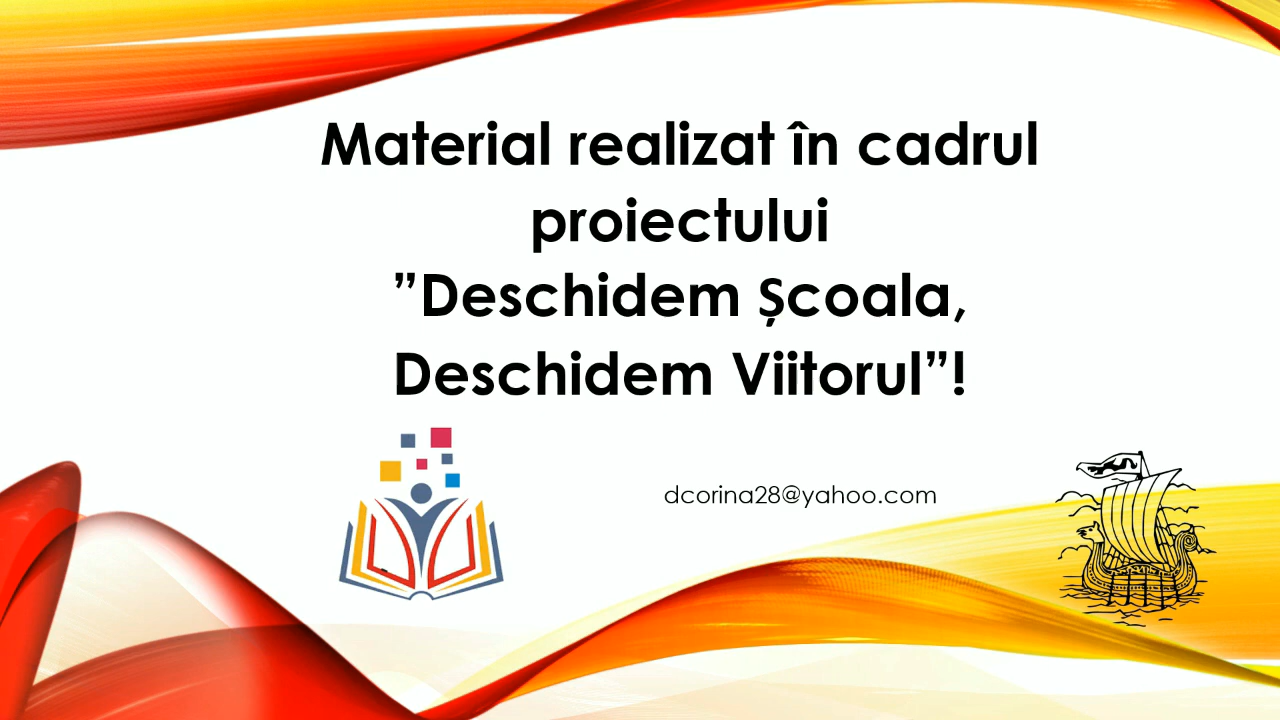 Material realizat în cadrul
proiectului
”Deschidem Școala,
Deschidem Viitorul”!
dcorina28@yahoo.com